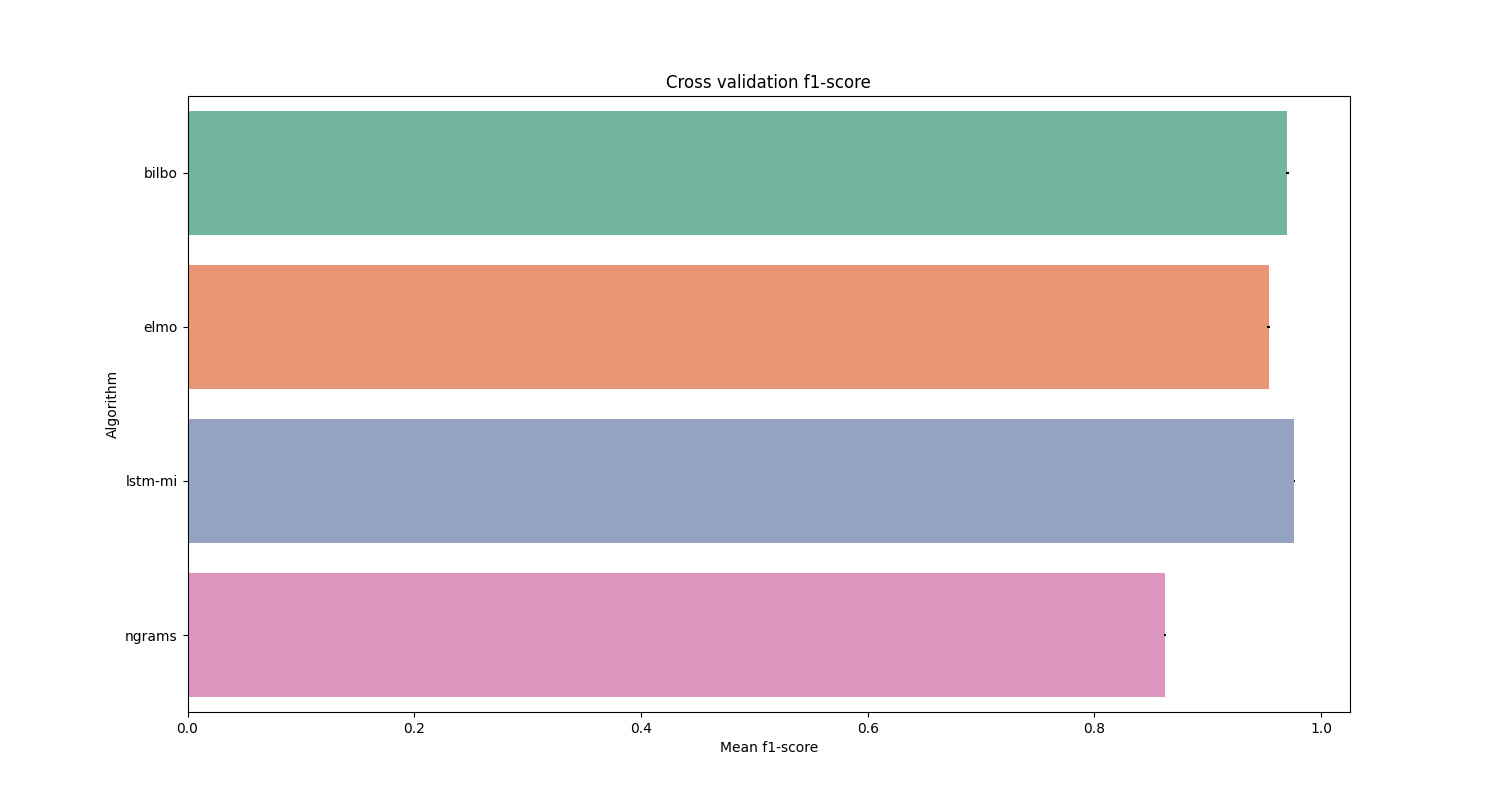 Cross validation f1-score
bilbo
elmo
lstm-mi
ngrams
Algorithm
0.0 0.2 0.4 0.6 0.8 1.0
Mean f1-score